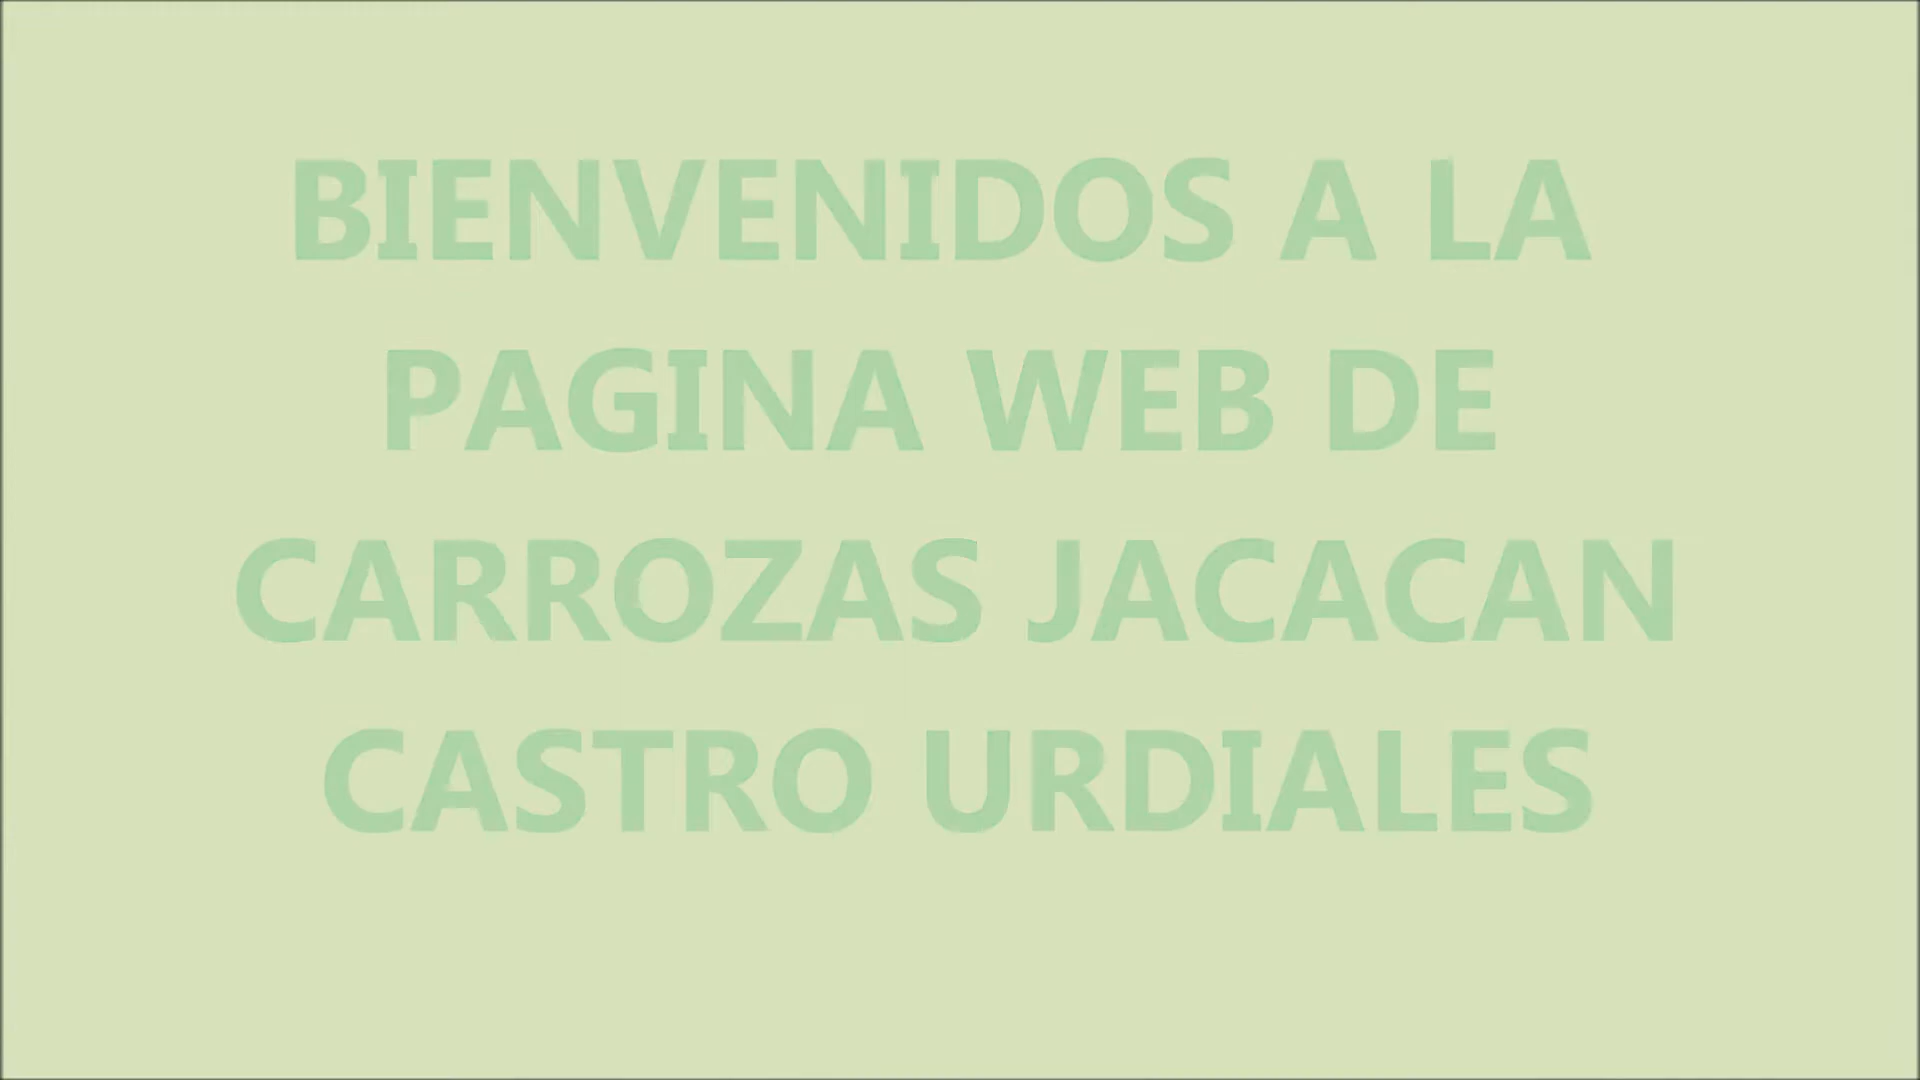 BIENVENIDOS A LA
PAGINA WEB DE
CARROZAS JACACAN
CASTRO URDIALES